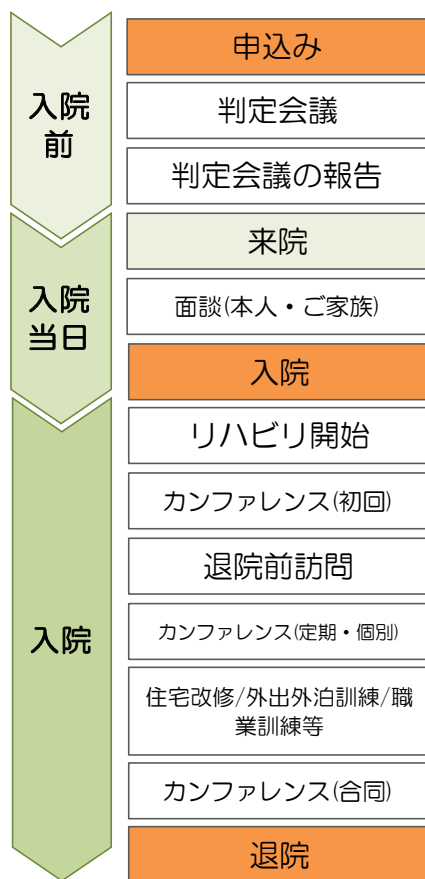 入院
前
申込み
判定会議
判定会議の報告
入院
当日
来院
面談(本人・ご家族)
入院
入院
リハビリ開始
カンファレンス(初回)
退院前訪問
カンファレンス(定期・個別)
住宅改修/外出外泊訓練/職
業訓練等
カンファレンス(合同)
退院